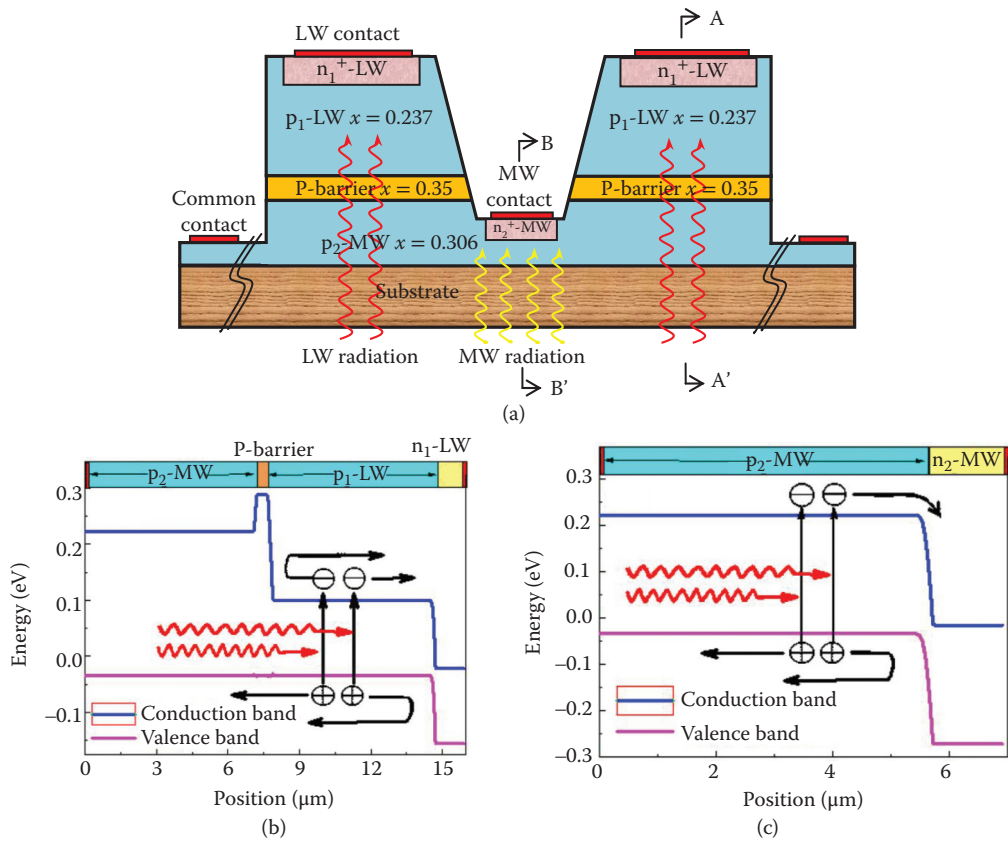 A
LW contact
n₁⁺-LW
n₁⁺-LW
p₁-LW x = 0.237
p₁-LW x = 0.237
B
MW
contact
P-barrier x = 0.35
P-barrier x = 0.35
Common
contact
n₂⁺-MW
p₂-MW x = 0.306
Substrate
LW radiation
MW radiation
B'
A'
(a)
P-barrier
n₁-LW
p₂-MW
p₁-LW
0.3
0.2
0.1
0.0
−0.1
Energy (eV)
Conduction band
Valence band
0
3
6
9
12
15
Position (µm)
(b)
p₂-MW
n₂-MW
0.3
0.2
0.1
0.0
−0.1
−0.2
−0.3
Energy (eV)
Conduction band
Valence band
0
2
4
6
Position (µm)
(c)